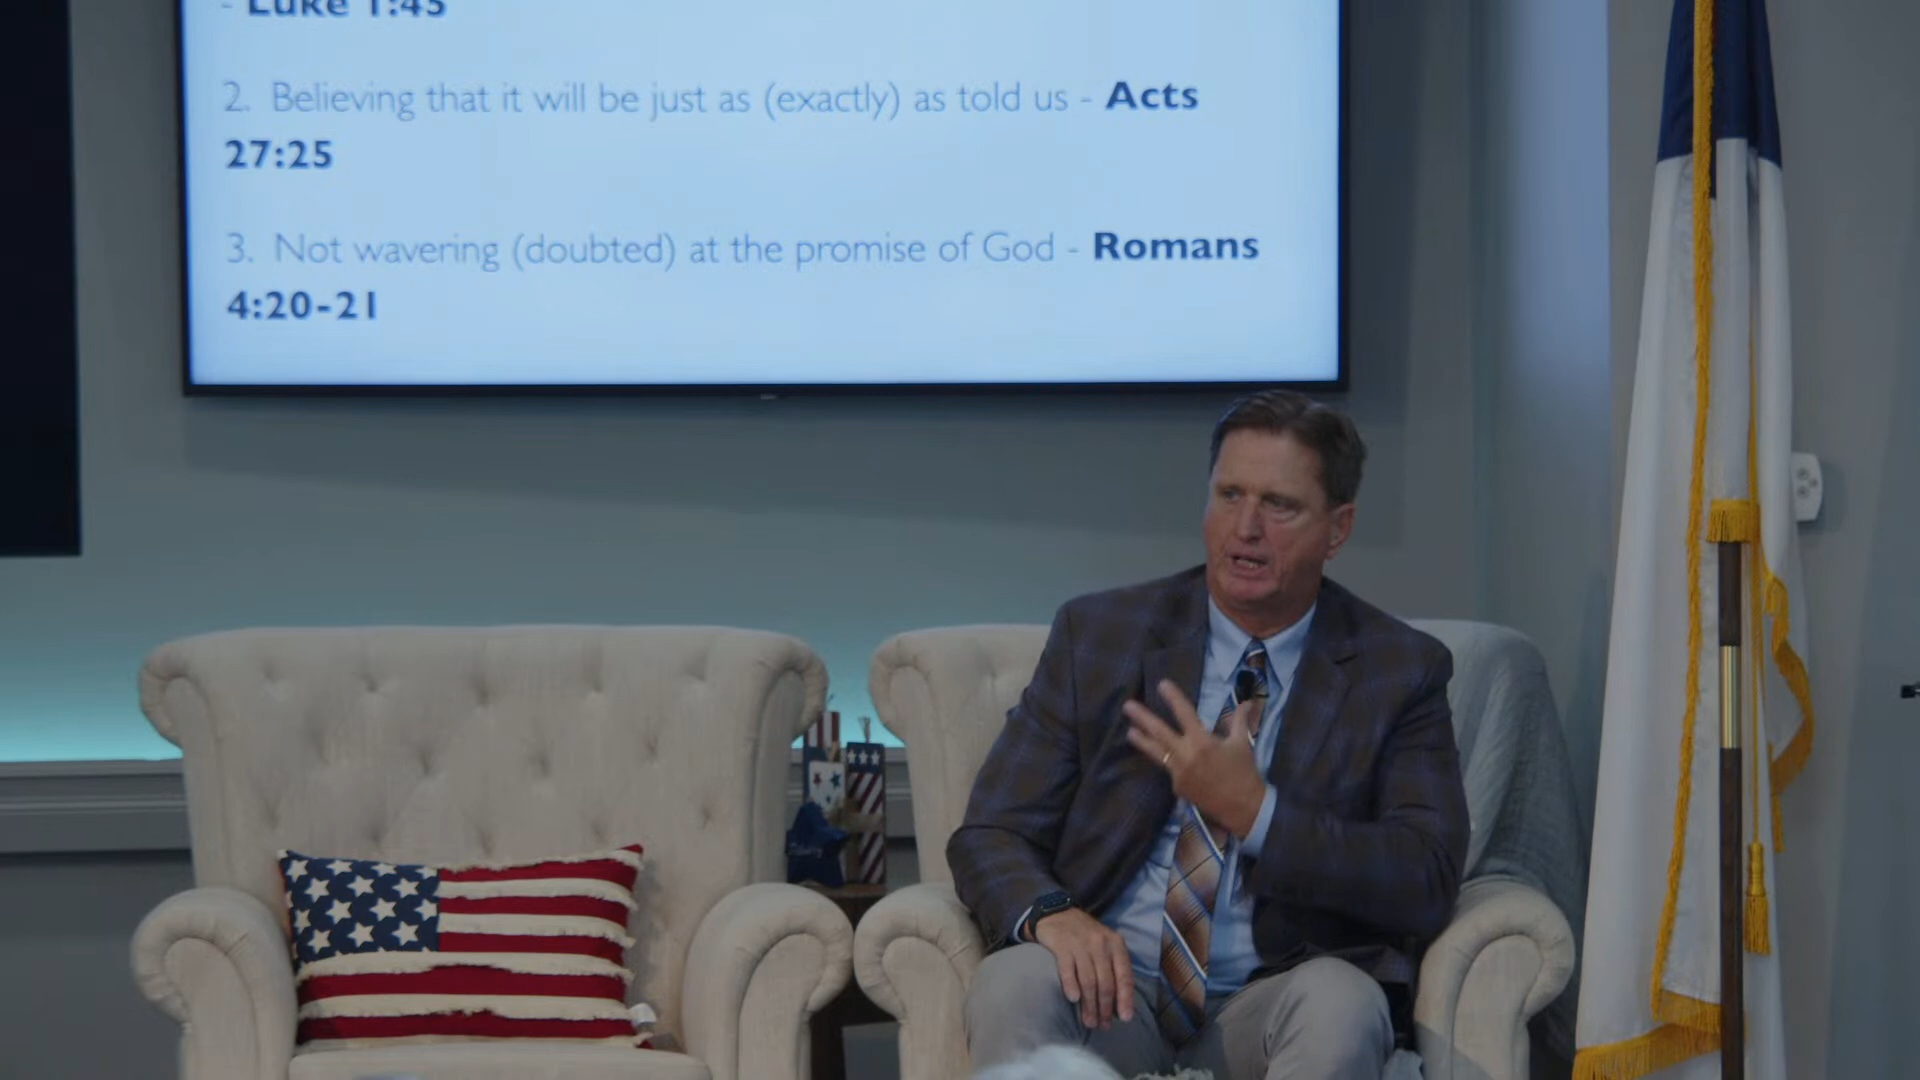 - Luke 1:45
2. Believing that it will be just as (exactly) as told us - Acts
27:25
3. Not wavering (doubted) at the promise of God - Romans
4:20-21